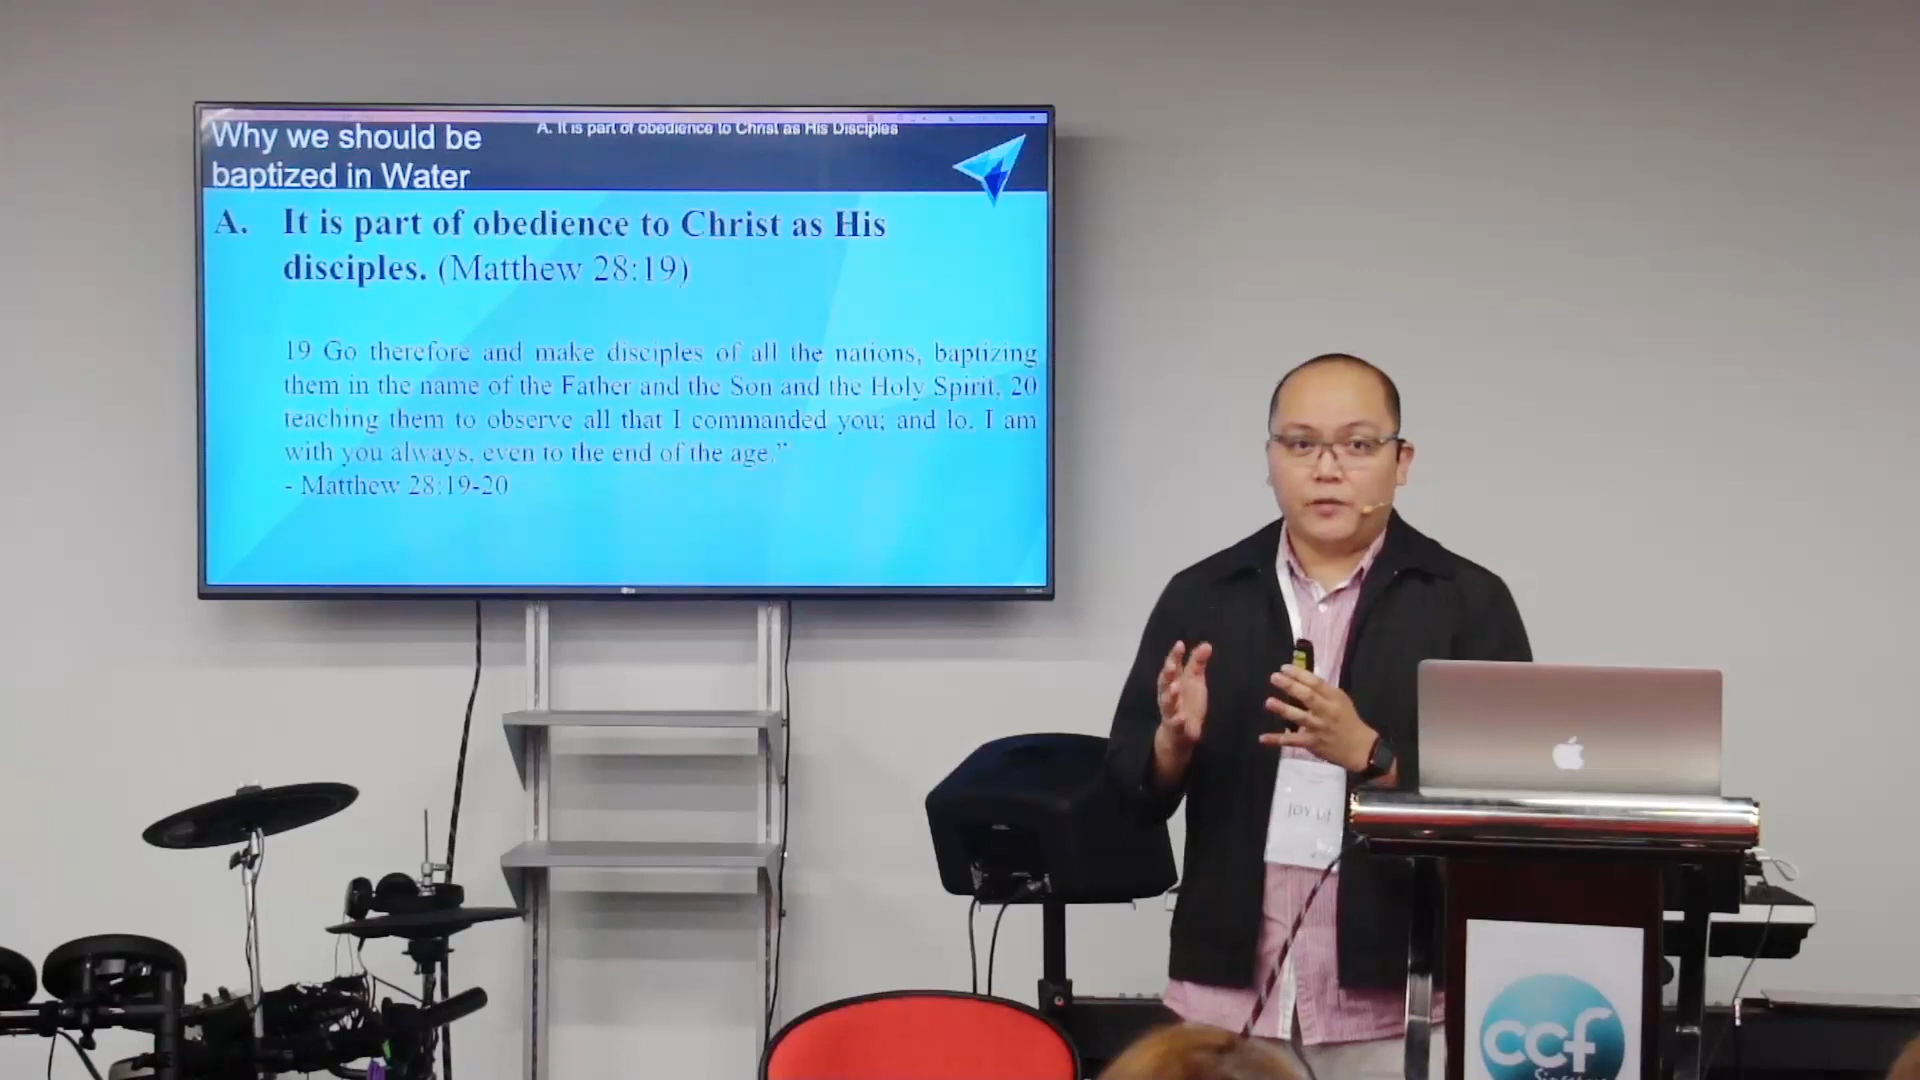 Why we should be
baptized in Water
A. It is part of obedience to Christ as His Disciples
A. It is part of obedience to Christ as His
disciples. (Matthew 28:19)
19 Go therefore and make disciples of all the nations, baptizing
them in the name of the Father and the Son and the Holy Spirit, 20
teaching them to observe all that I commanded you; and lo, I am
with you always, even to the end of the age.”
- Matthew 28:19-20
LG
ccf